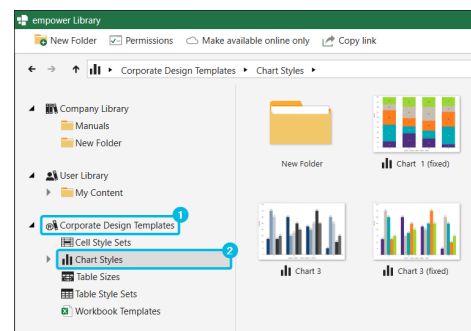 empower Library
New Folder Permissions Make available online only Copy link
Corporate Design Templates Chart Styles
Company Library
Manuals
New Folder
User Library
My Content
Corporate Design Templates 1
Cell Style Sets
Chart Styles 2
Table Sizes
Table Style Sets
Workbook Templates
New Folder Chart 1 (fixed)
Chart 3 Chart 3 (fixed)